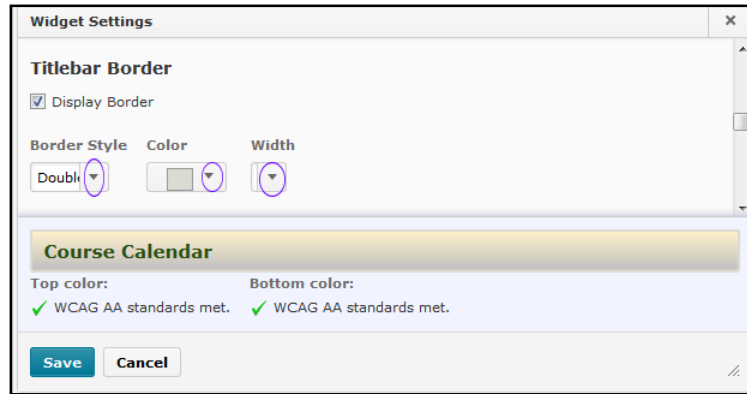 Widget Settings
Titlebar Border
Display Border
Border Style Color Width
Double
Course Calendar
Top color: Bottom color:
WCAG AA standards met. WCAG AA standards met.
Save Cancel